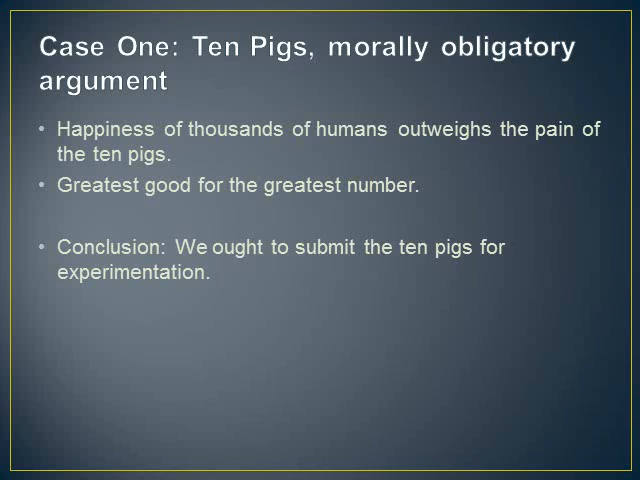 Case One: Ten Pigs, morally obligatory
argument
• Happiness of thousands of humans outweighs the pain of
the ten pigs.
• Greatest good for the greatest number.
• Conclusion: We ought to submit the ten pigs for
experimentation.